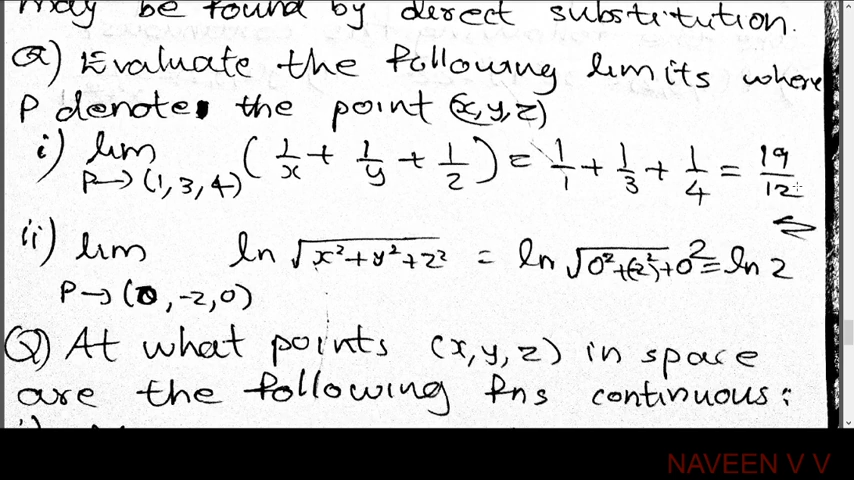 may be found by direct substitution.
Q) Evaluate the following limits where
P denote the point (x,y,z)
i) lim P→(1,3,4) (1/x + 1/y + 1/z) = 1/1 + 1/3 + 1/4 = 19/12
ii) lim P→(0,-2,0) ln √x²+y²+z² = ln √0²+(-2)²+0² = ln 2
Q) At what points (x,y,z) in space
are the following fns continuous:
NAVEEN V V